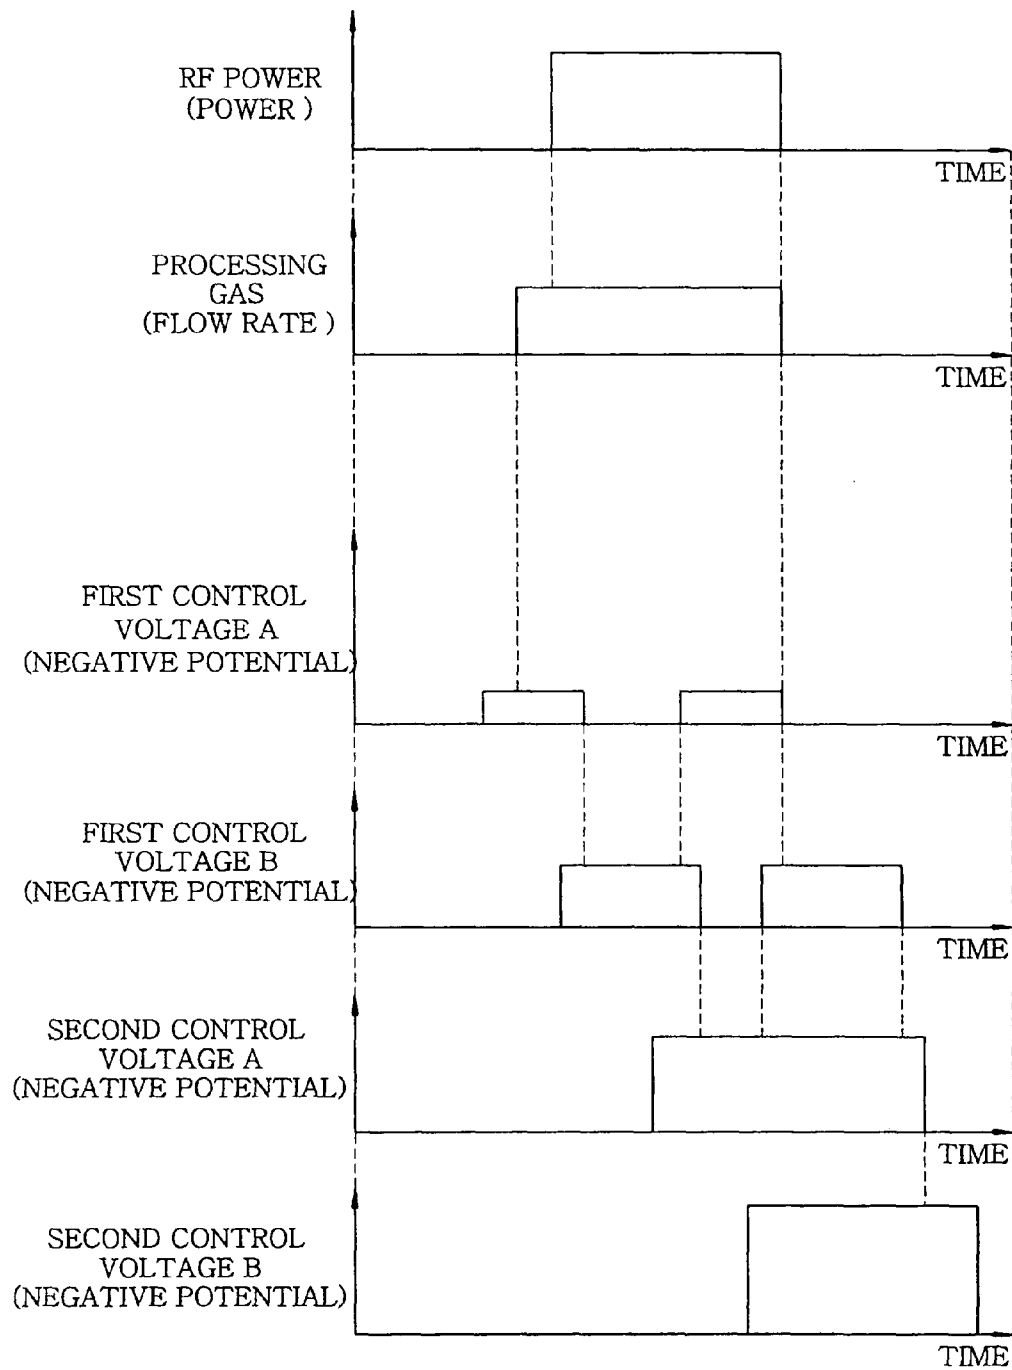 RF POWER
(POWER )
TIME
PROCESSING
GAS
(FLOW RATE )
TIME
FIRST CONTROL
VOLTAGE A
(NEGATIVE POTENTIAL)
TIME
FIRST CONTROL
VOLTAGE B
(NEGATIVE POTENTIAL)
TIME
SECOND CONTROL
VOLTAGE A
(NEGATIVE POTENTIAL)
TIME
SECOND CONTROL
VOLTAGE B
(NEGATIVE POTENTIAL)
TIME